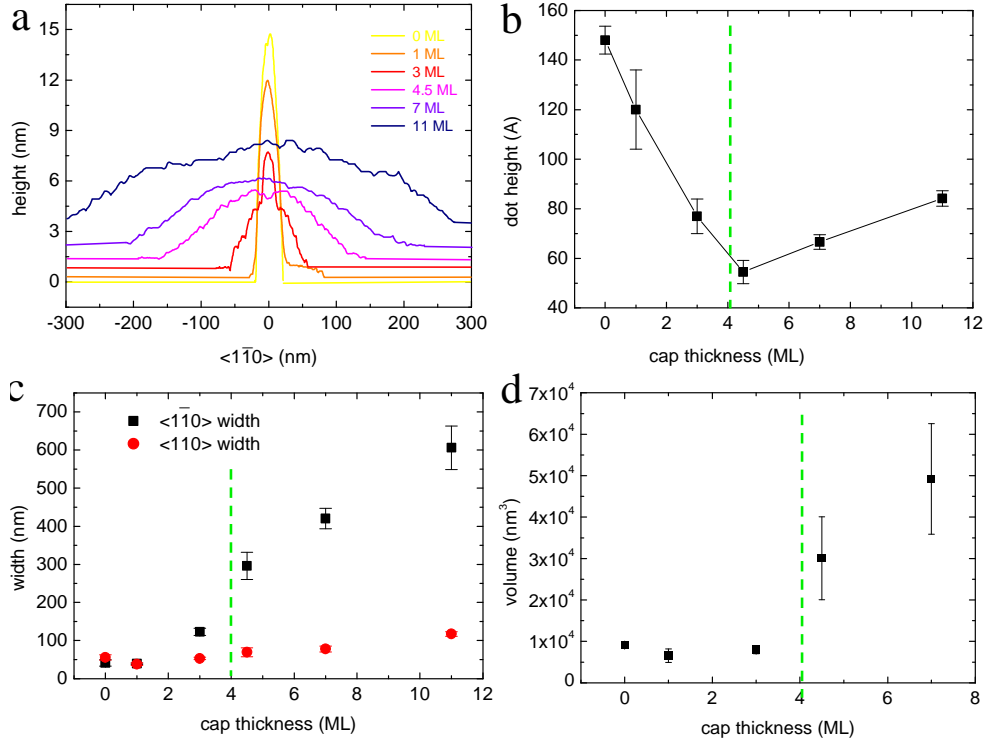 a
15
12
9
6
3
0
height (nm)
-300 -200 -100 0 100 200 300
<11̅0> (nm)
0 ML
1 ML
3 ML
4.5 ML
7 ML
11 ML
b
160
140
120
100
80
60
40
dot height (A)
0 2 4 6 8 10 12
cap thickness (ML)
c
700
600
500
400
300
200
100
0
width (nm)
<11̅0> width
<110> width
0 2 4 6 8 10 12
cap thickness (ML)
d
7x10⁴
6x10⁴
5x10⁴
4x10⁴
3x10⁴
2x10⁴
1x10⁴
0
volume (nm³)
0 2 4 6 8
cap thickness (ML)